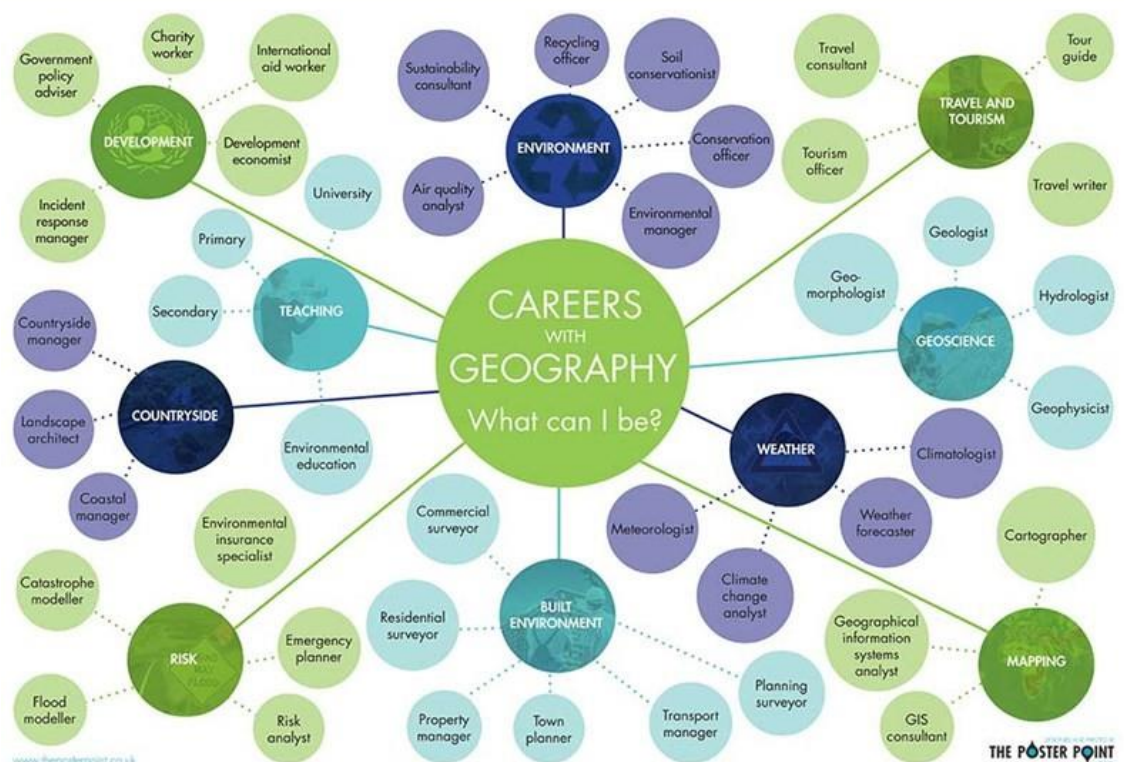 CAREERS
WITH
GEOGRAPHY
What can I be?
DEVELOPMENT
Government
policy
adviser
Charity
worker
International
aid worker
Development
economist
Incident
response
manager
ENVIRONMENT
Sustainability
consultant
Recycling
officer
Soil
conservationist
Conservation
officer
Environmental
manager
Air quality
analyst
TRAVEL AND
TOURISM
Travel
consultant
Tour
guide
Tourism
officer
Travel writer
TEACHING
University
Primary
Secondary
Environmental
education
GEOSCIENCE
Geologist
Geo-
morphologist
Hydrologist
Geophysicist
COUNTRYSIDE
Countryside
manager
Landscape
architect
Coastal
manager
WEATHER
Climatologist
Weather
forecaster
Climate
change
analyst
Meteorologist
RISK
Environmental
insurance
specialist
Catastrophe
modeller
Emergency
planner
Flood
modeller
Risk
analyst
BUILT
ENVIRONMENT
Commercial
surveyor
Residential
surveyor
Property
manager
Town
planner
Transport
manager
Planning
surveyor
MAPPING
Cartographer
Geographical
information
systems
analyst
GIS
consultant
www.theposterpoint.co.uk
THE POSTER POINT